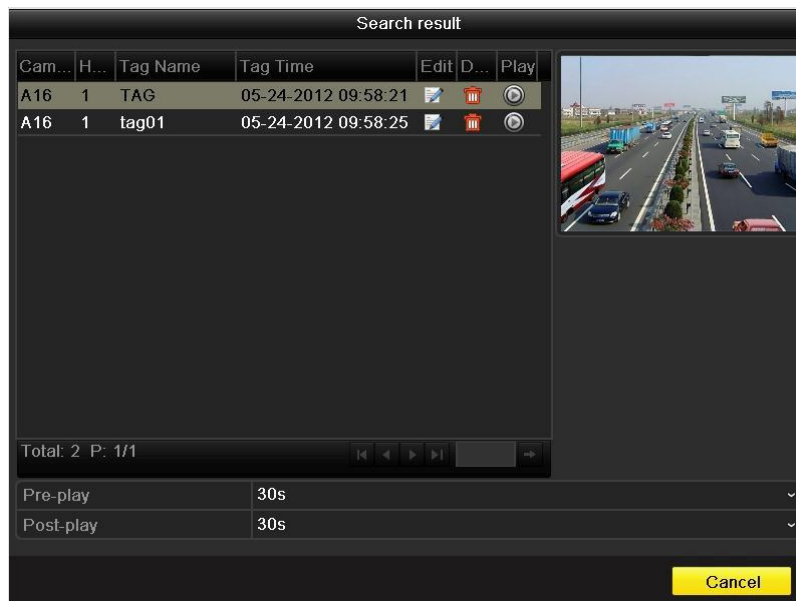 Search result
Cam... H... Tag Name Tag Time Edit D... Play
A16 1 TAG 05-24-2012 09:58:21
A16 1 tag01 05-24-2012 09:58:25
Total: 2 P: 1/1
Pre-play 30s
Post-play 30s
Cancel